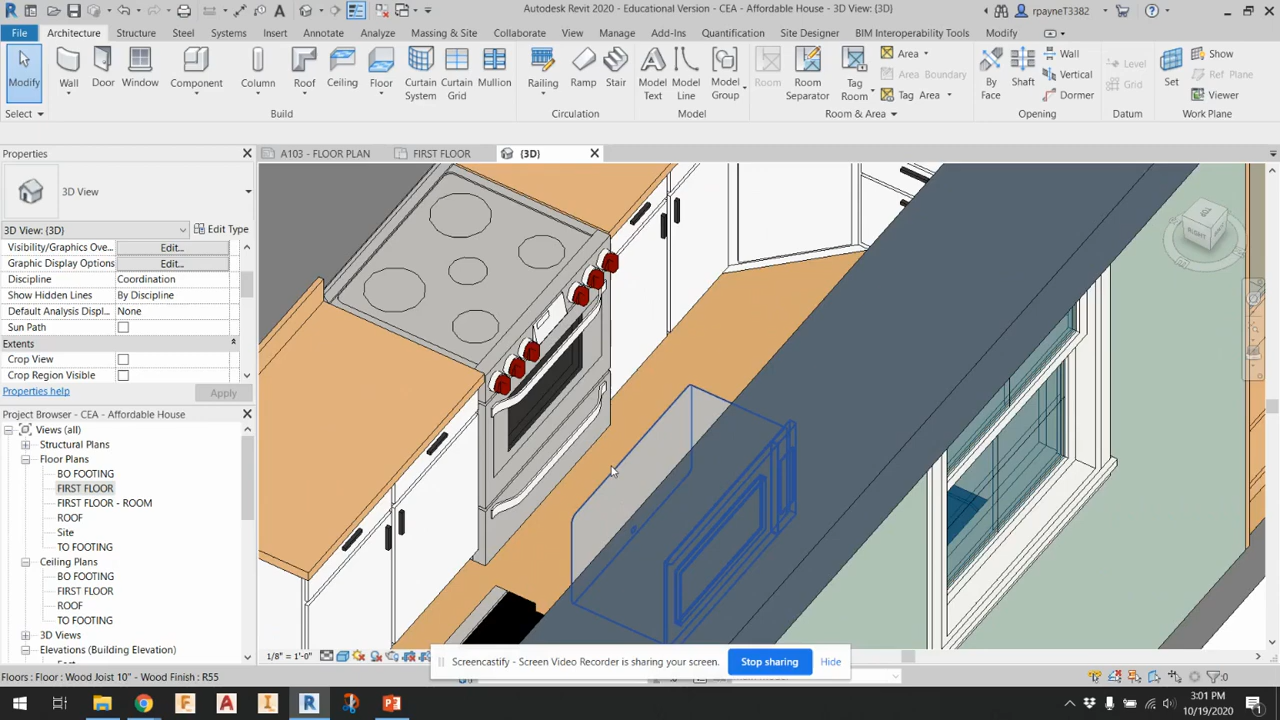 Autodesk Revit 2020 - Educational Version - CEA - Affordable House - 3D View: {3D}
rpayneT3382
File Architecture Structure Steel Systems Insert Annotate Analyze Massing & Site Collaborate View Manage Add-Ins Quantification Site Designer BIM Interoperability Tools Modify
Modify Wall Door Window Component Column Roof Ceiling Floor Curtain System Curtain Grid Mullion Railing Ramp Stair Model Text Model Line Model Group Room Room Separator Tag Room Area Area Boundary Tag Area By Face Shaft Wall Vertical Dormer Level Grid Set Show Ref Plane Viewer
Select Build Circulation Model Room & Area Opening Datum Work Plane
Properties
A103 - FLOOR PLAN FIRST FLOOR {3D}
3D View
3D View: {3D} Edit Type
Visibility/Graphics Ove... Edit...
Graphic Display Options Edit...
Discipline Coordination
Show Hidden Lines By Discipline
Default Analysis Displ... None
Sun Path
Extents
Crop View
Crop Region Visible
Properties help Apply
Project Browser - CEA - Affordable House
Views (all)
Structural Plans
Floor Plans
BO FOOTING
FIRST FLOOR
FIRST FLOOR - ROOM
ROOF
Site
TO FOOTING
Ceiling Plans
BO FOOTING
FIRST FLOOR
ROOF
TO FOOTING
3D Views
Elevations (Building Elevation)
RIGHT
1/8" = 1'-0"
Screencastify - Screen Video Recorder is sharing your screen. Stop sharing Hide
Floors : Floor : Wood Joist 10" - Wood Finish : R55
3:01 PM
10/19/2020